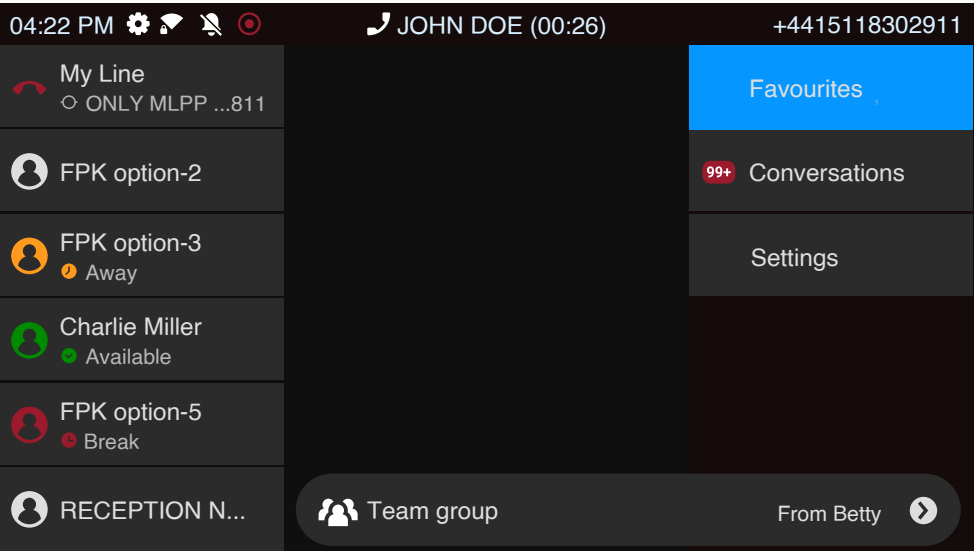 04:22 PM
JOHN DOE (00:26)
+4415118302911
My Line
ONLY MLPP ...811
FPK option-2
FPK option-3
Away
Charlie Miller
Available
FPK option-5
Break
RECEPTION N...
Favourites
1
99+ Conversations
Settings
Team group
From Betty